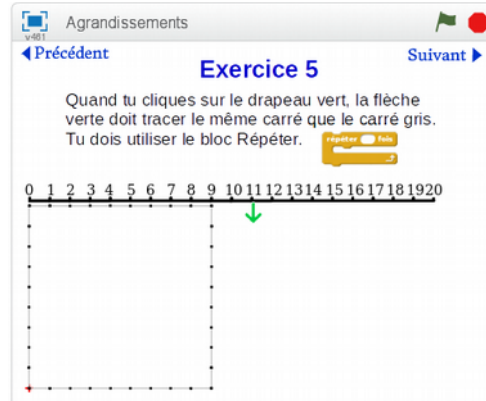 Agrandissements
v461
Précédent
Suivant
Exercice 5
Quand tu cliques sur le drapeau vert, la flèche
verte doit tracer le même carré que le carré gris.
Tu dois utiliser le bloc Répéter.
répéter fois
0 1 2 3 4 5 6 7 8 9 10 11 12 13 14 15 16 17 18 19 20